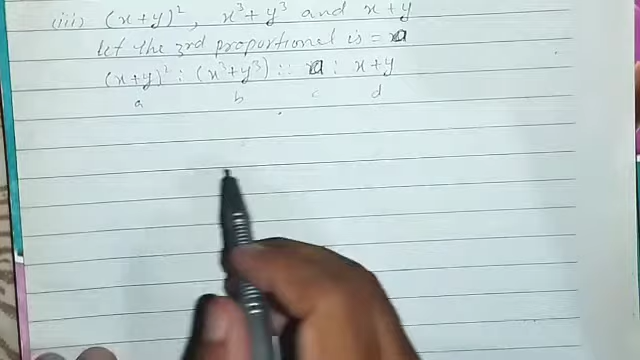 (iii) (x+y)², x³+y³ and x+y
let the 3rd proportional is = a
(x+y)² : (x³+y³) :: a : x+y
a b c d